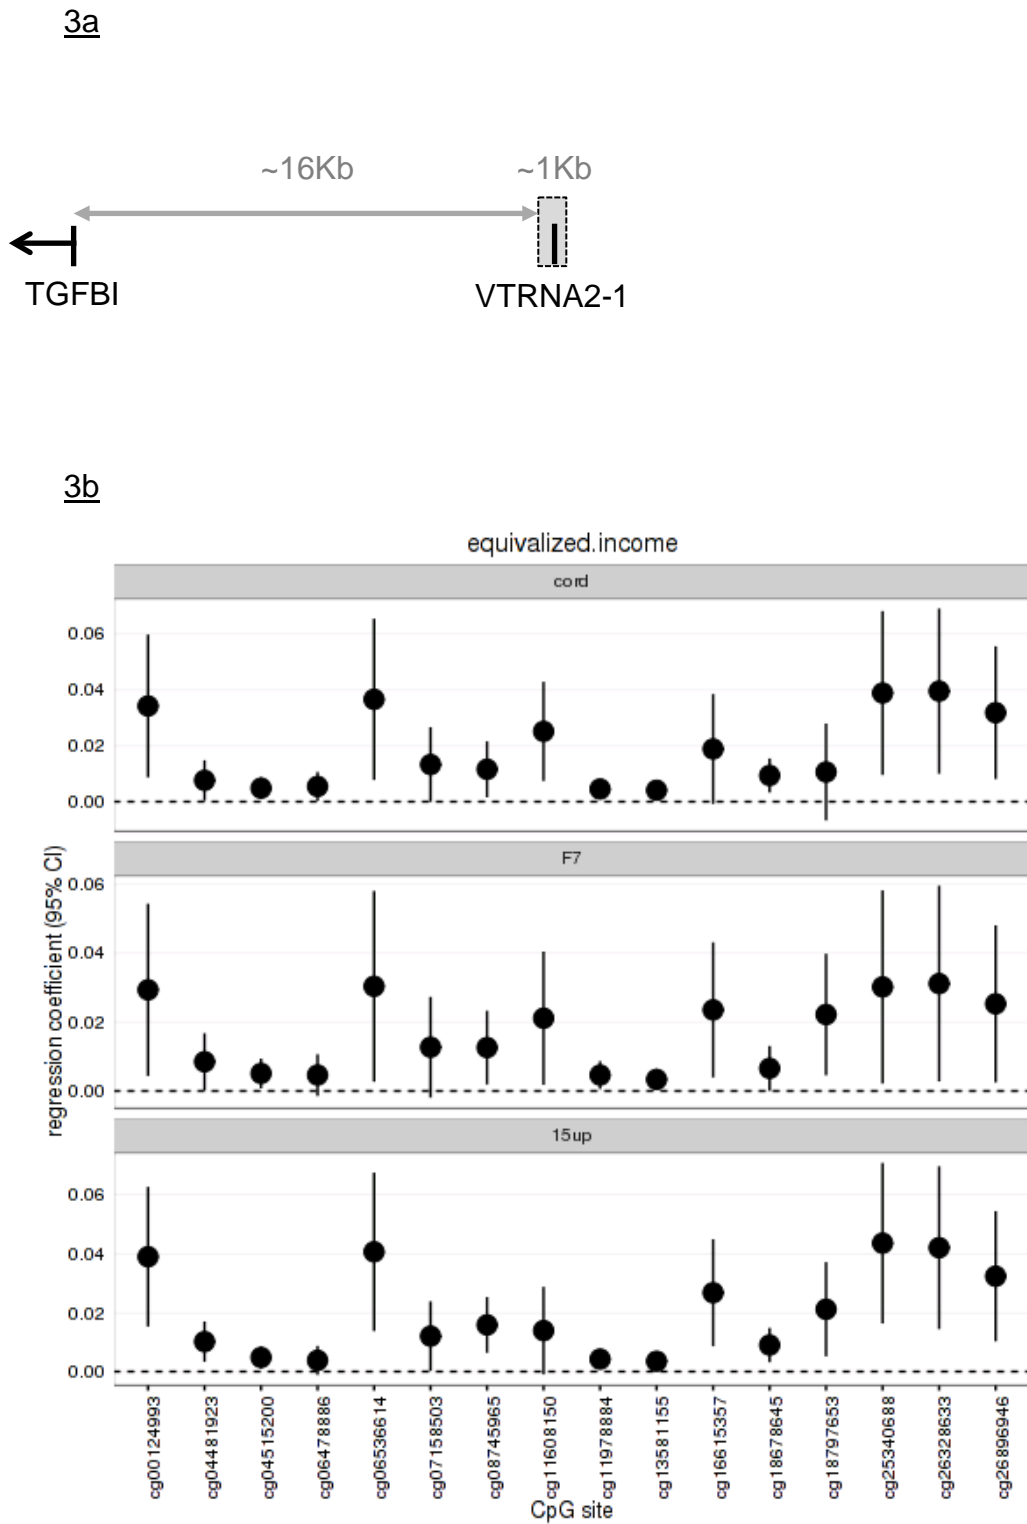 3a
~16Kb ~1Kb
TGFBI VTRNA2-1
3b
equivalized.income
cord
0.06
0.04
0.02
0.00
F7
0.06
0.04
0.02
0.00
15up
0.06
0.04
0.02
0.00
regression coefficient (95% CI)
cg00124993
cg04481923
cg04515200
cg06478886
cg06536614
cg07158503
cg08745965
cg11608150
cg11978884
cg13581155
cg16615357
cg18678645
cg18797653
cg25340688
cg26328633
cg26896946
CpG site